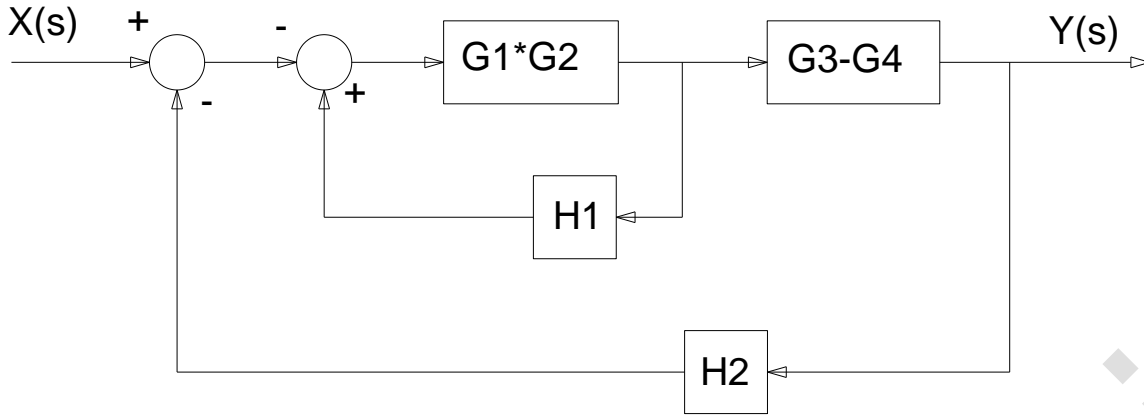 X(s)
+
-
-
+
G1*G2
G3-G4
Y(s)
H1
H2